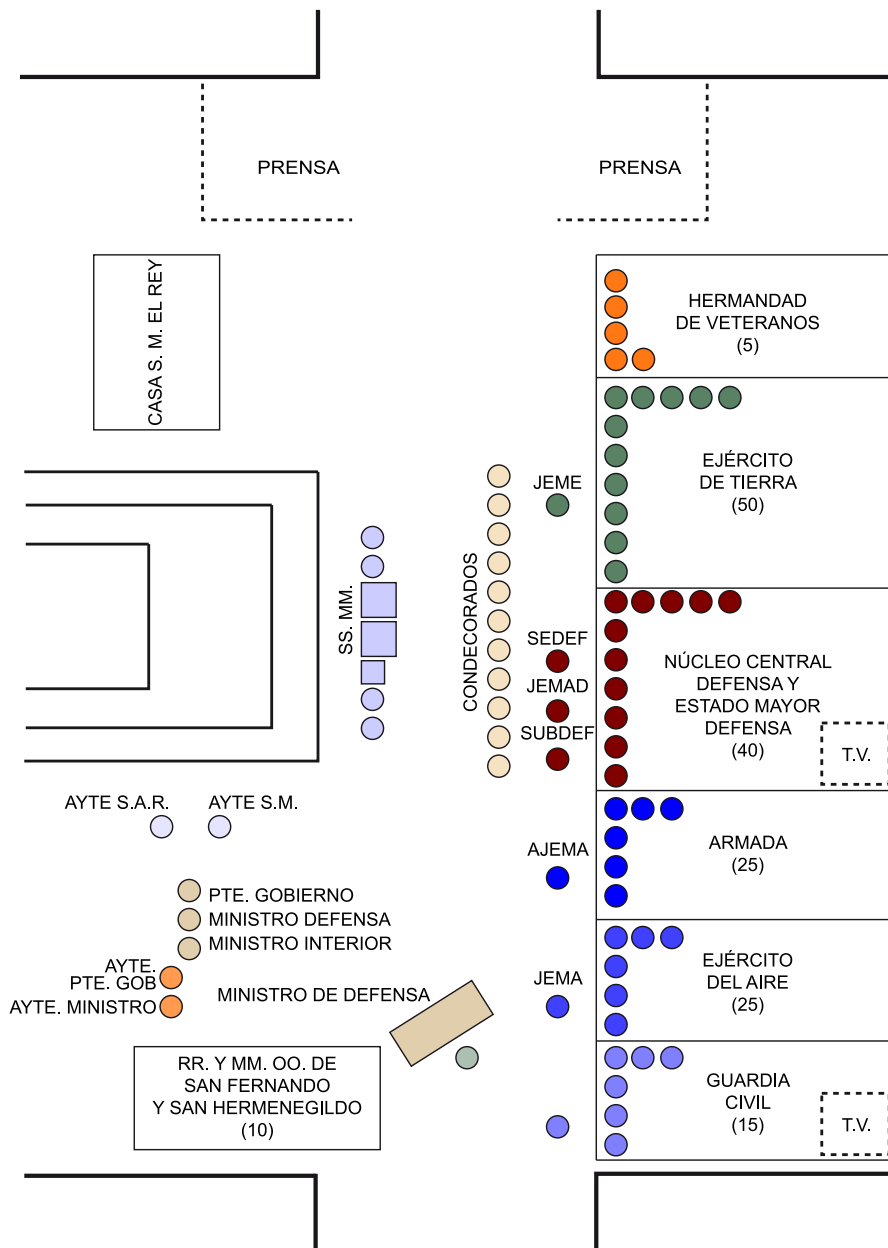 PRENSA
PRENSA
CASA S. M. EL REY
HERMANDAD
DE VETERANOS
(5)
JEME
EJÉRCITO
DE TIERRA
(50)
SS. MM.
CONDECORADOS
SEDEF
JEMAD
SUBDEF
NÚCLEO CENTRAL
DEFENSA Y
ESTADO MAYOR
DEFENSA
(40)
T.V.
AYTE S.A.R.
AYTE S.M.
AJEMA
ARMADA
(25)
PTE. GOBIERNO
MINISTRO DEFENSA
MINISTRO INTERIOR
AYTE.
PTE. GOB
AYTE. MINISTRO
MINISTRO DE DEFENSA
JEMA
EJÉRCITO
DEL AIRE
(25)
RR. Y MM. OO. DE
SAN FERNANDO
Y SAN HERMENEGILDO
(10)
GUARDIA
CIVIL
(15)
T.V.